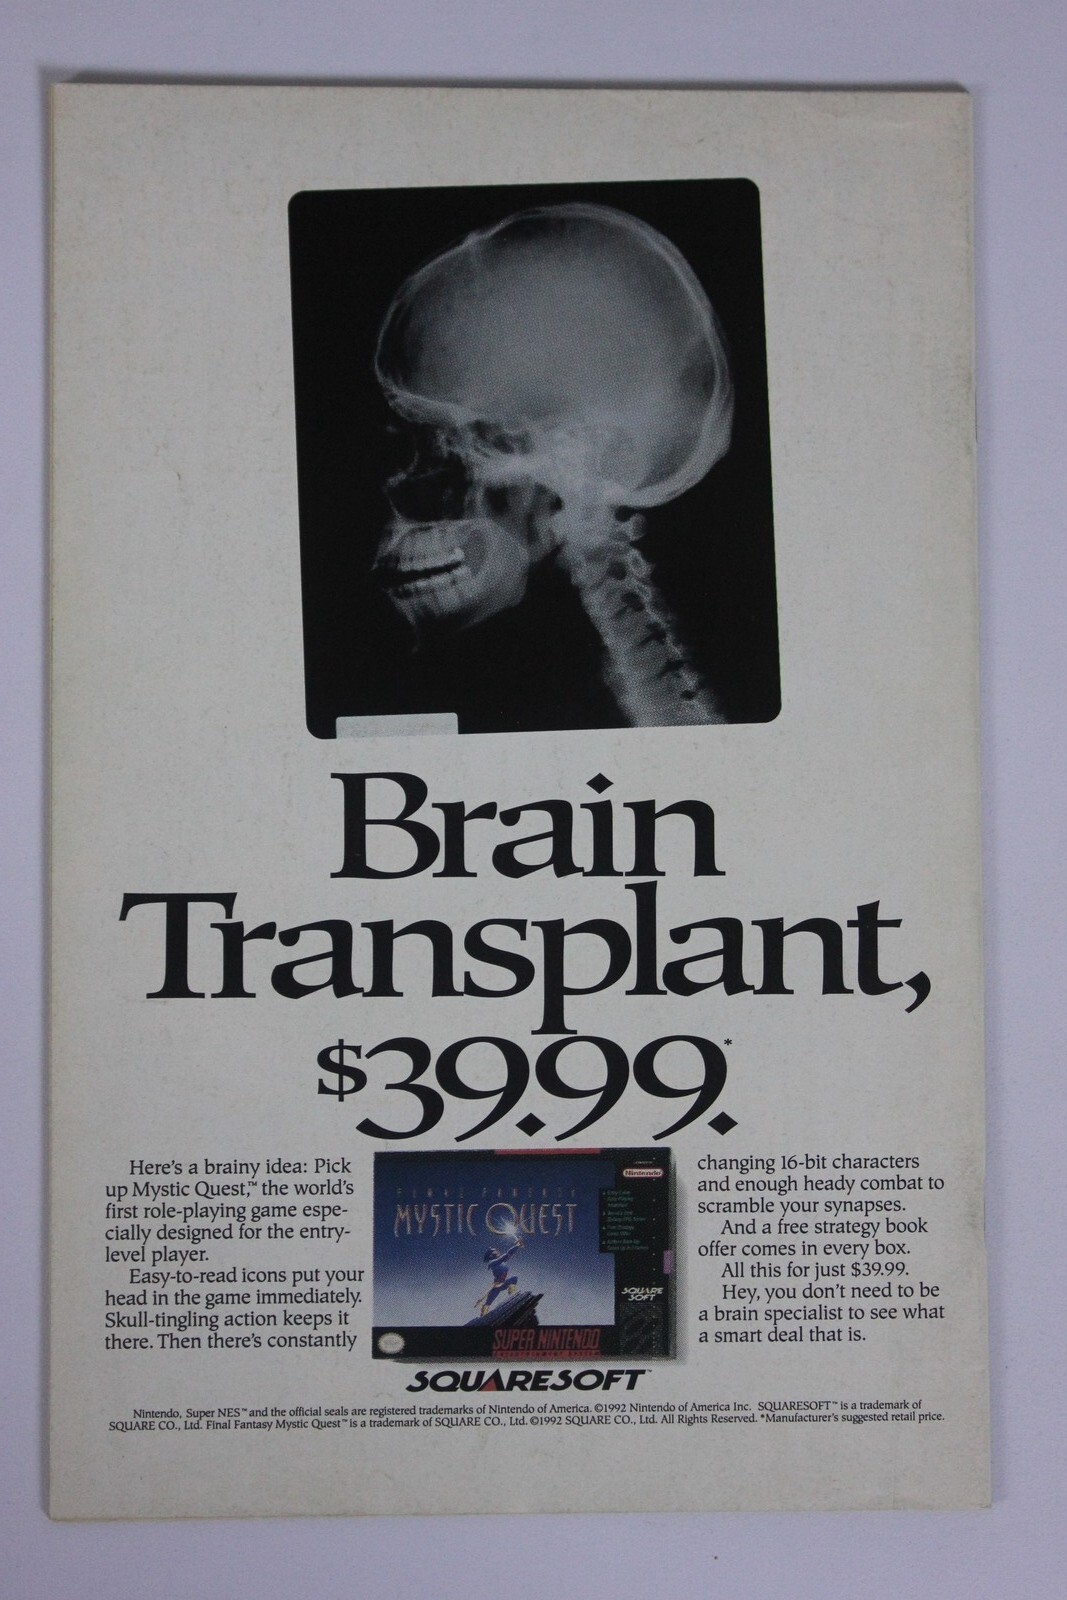 Brain
Transplant,
$39.99.*
Here's a brainy idea: Pick
up Mystic Quest,™ the world's
first role-playing game espe-
cially designed for the entry-
level player.
Easy-to-read icons put your
head in the game immediately.
Skull-tingling action keeps it
there. Then there's constantly
changing 16-bit characters
and enough heady combat to
scramble your synapses.
And a free strategy book
offer comes in every box.
All this for just $39.99.
Hey, you don't need to be
a brain specialist to see what
a smart deal that is.
Nintendo
FINAL FANTASY
MYSTIC QUEST
SQUARE
SOFT
SUPER NINTENDO
SQUARESOFT™
Nintendo, Super NES™ and the official seals are registered trademarks of Nintendo of America. ©1992 Nintendo of America Inc. SQUARESOFT™ is a trademark of
SQUARE CO., Ltd. Final Fantasy Mystic Quest™ is a trademark of SQUARE CO., Ltd. ©1992 SQUARE CO., Ltd. All Rights Reserved. *Manufacturer's suggested retail price.